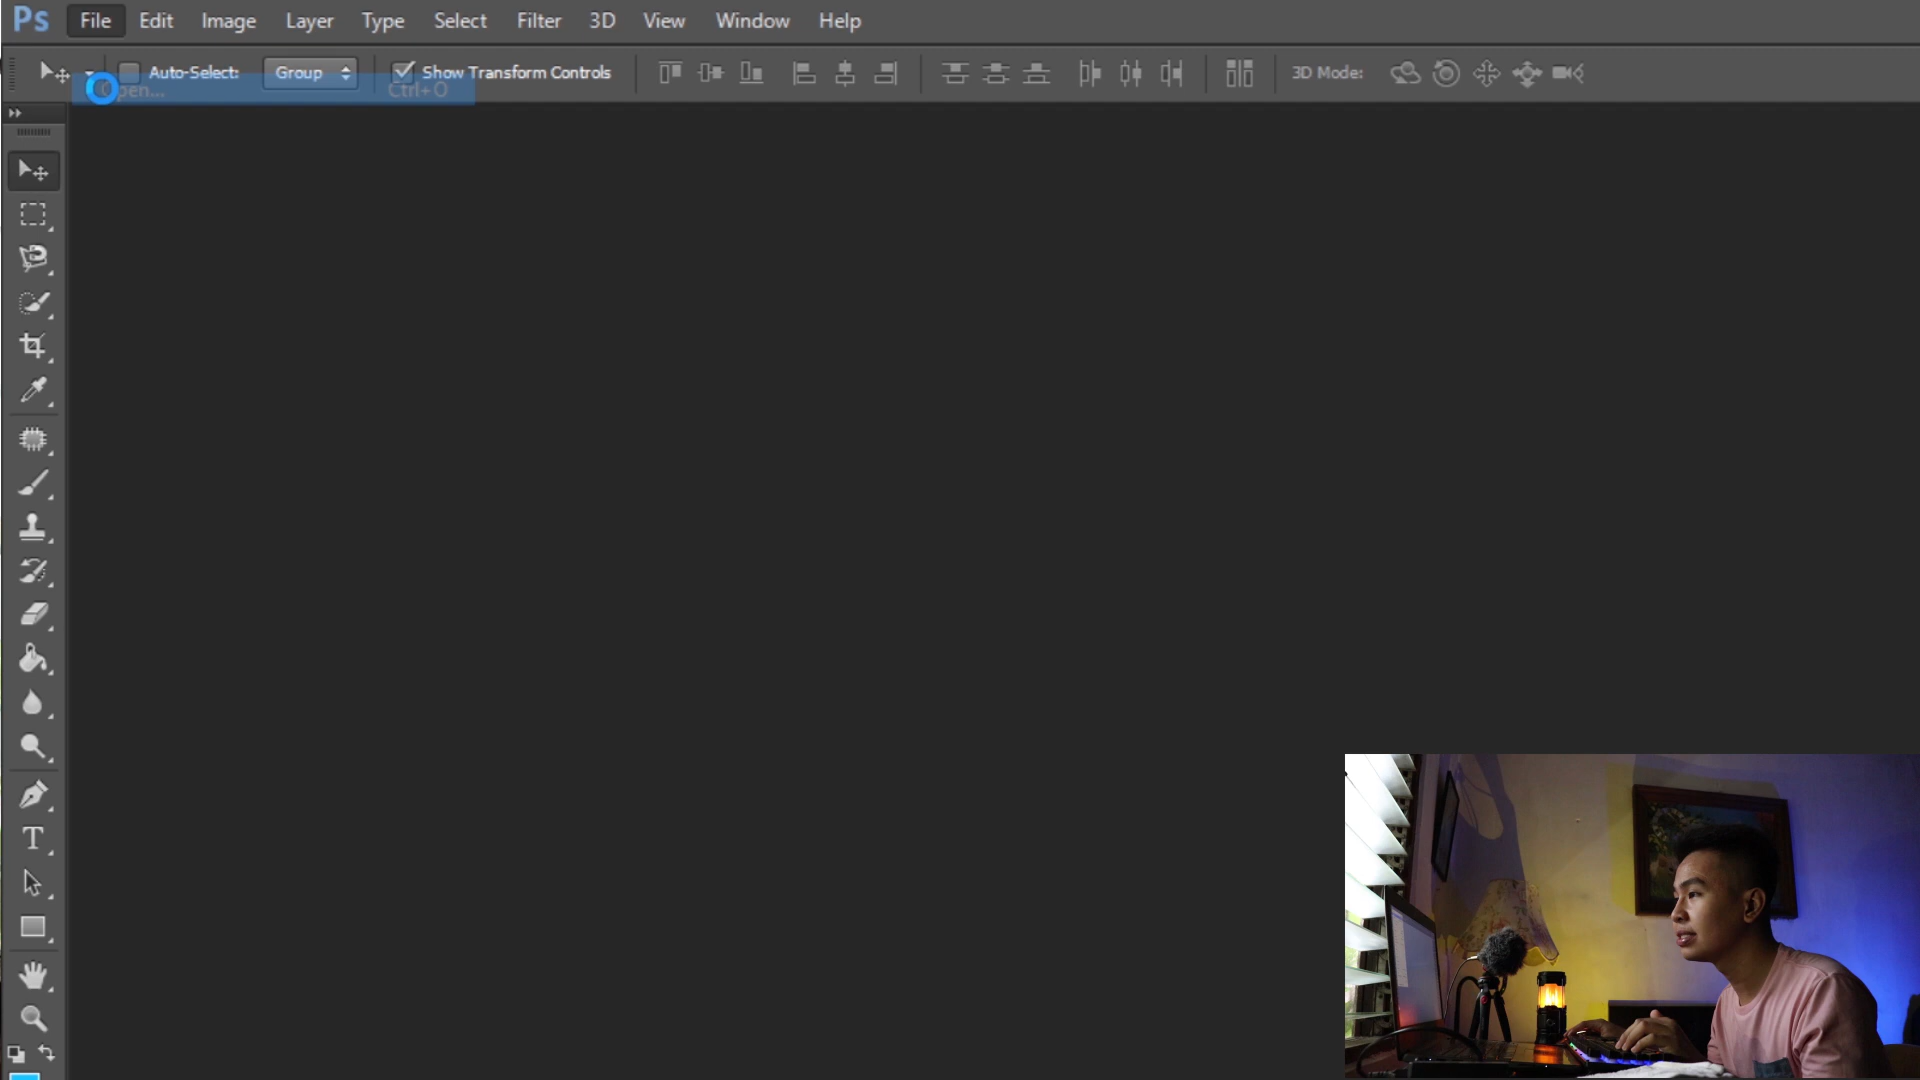 Ps File Edit Image Layer Type Select Filter 3D View Window Help
Auto-Select: Group Show Transform Controls 3D Mode:
Open... Ctrl+O
T